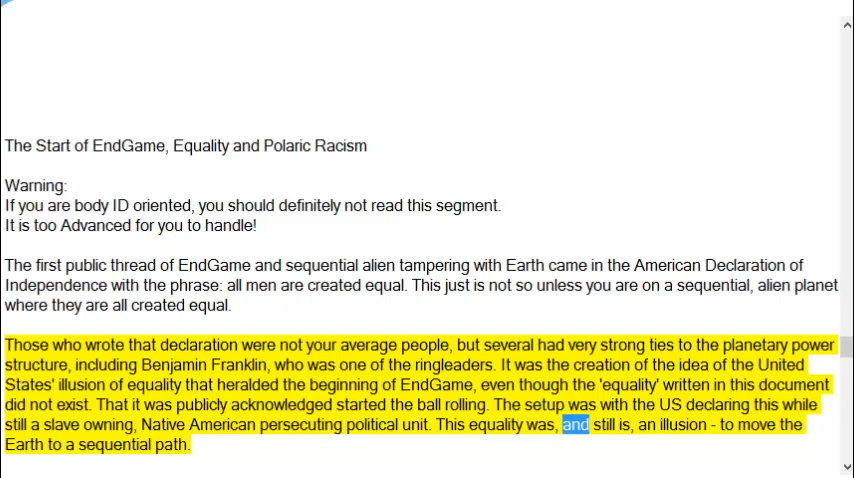 The Start of EndGame, Equality and Polaric Racism
Warning:
If you are body ID oriented, you should definitely not read this segment.
It is too Advanced for you to handle!
The first public thread of EndGame and sequential alien tampering with Earth came in the American Declaration of
Independence with the phrase: all men are created equal. This just is not so unless you are on a sequential, alien planet
where they are all created equal.
Those who wrote that declaration were not your average people, but several had very strong ties to the planetary power
structure, including Benjamin Franklin, who was one of the ringleaders. It was the creation of the idea of the United
States' illusion of equality that heralded the beginning of EndGame, even though the 'equality' written in this document
did not exist. That it was publicly acknowledged started the ball rolling. The setup was with the US declaring this while
still a slave owning, Native American persecuting political unit. This equality was, and still is, an illusion - to move the
Earth to a sequential path.